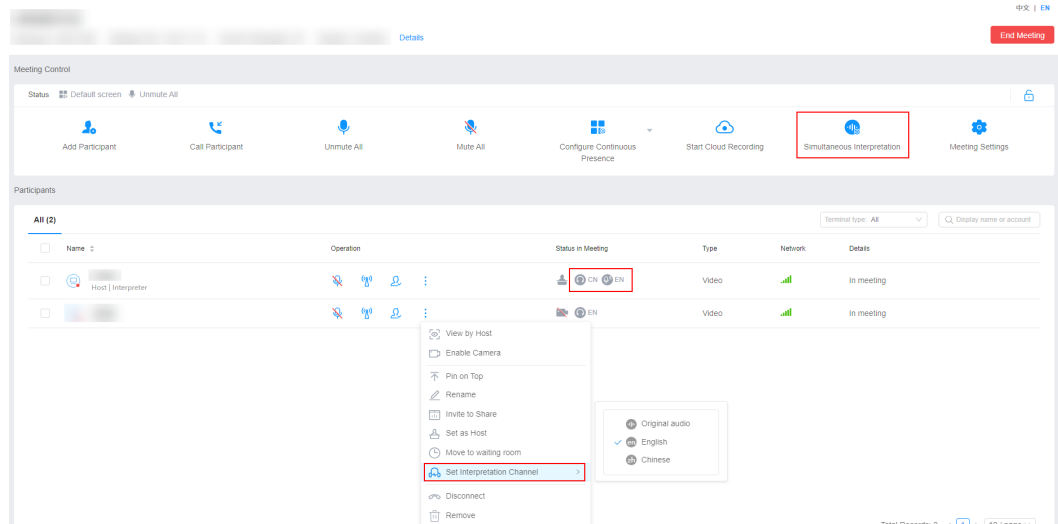 中文 | EN
Details
End Meeting
Meeting Control
Status Default screen Unmute All
Add Participant
Call Participant
Unmute All
Mute All
Configure Continuous Presence
Start Cloud Recording
Simultaneous Interpretation
Meeting Settings
Participants
All (2)
Terminal type: All
Display name or account
Name Operation Status in Meeting Type Network Details
Host | Interpreter
CN EN Video In meeting
EN Video In meeting
View by Host
Enable Camera
Pin on Top
Rename
Invite to Share
Set as Host
Move to waiting room
Set Interpretation Channel
Disconnect
Remove
Original audio
en English
zh Chinese